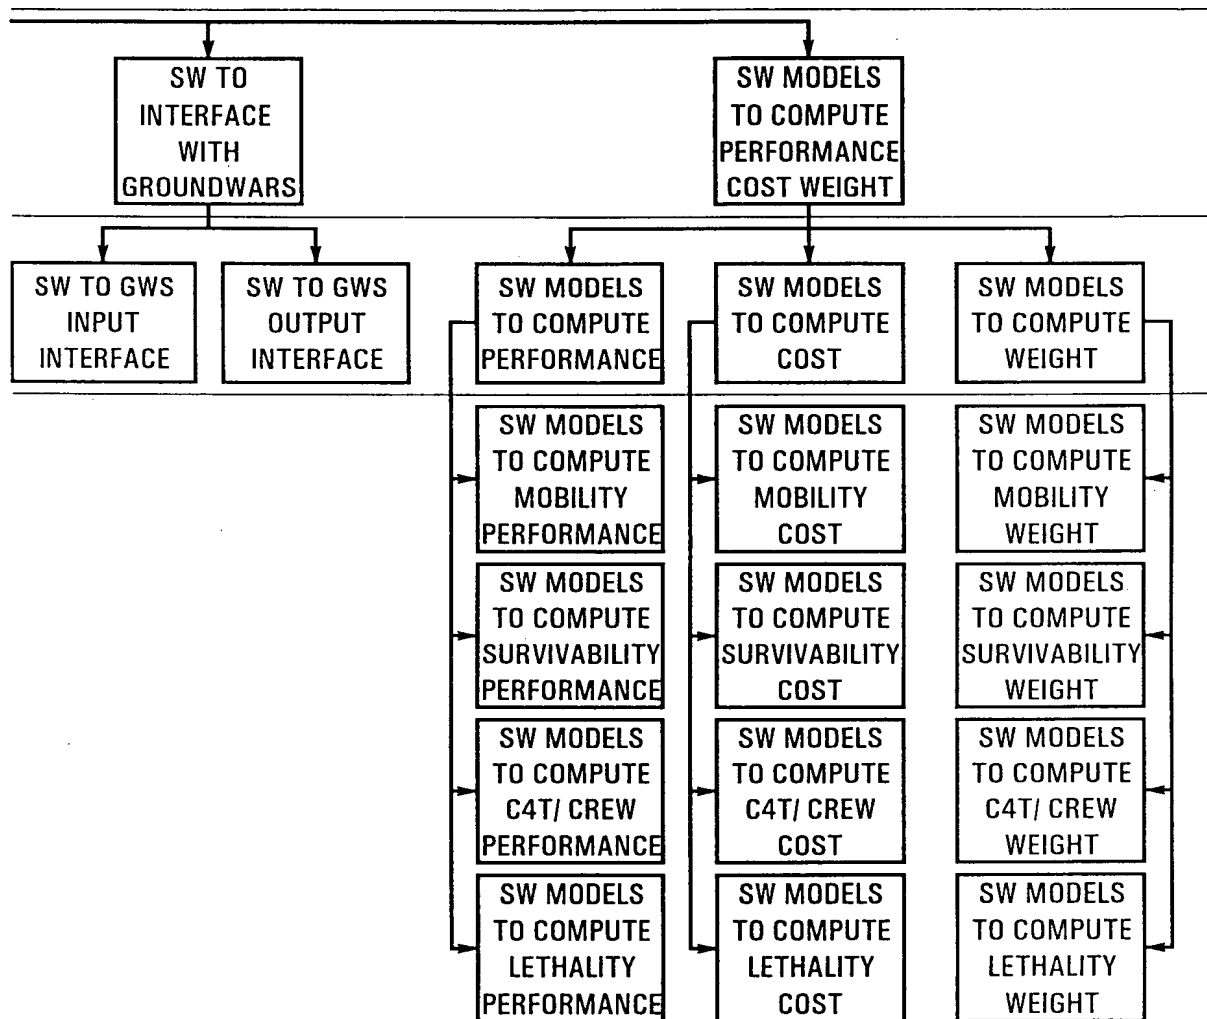 SW TO
INTERFACE
WITH
GROUNDWARS
SW MODELS
TO COMPUTE
PERFORMANCE
COST WEIGHT
SW TO GWS
INPUT
INTERFACE
SW TO GWS
OUTPUT
INTERFACE
SW MODELS
TO COMPUTE
PERFORMANCE
SW MODELS
TO COMPUTE
COST
SW MODELS
TO COMPUTE
WEIGHT
SW MODELS
TO COMPUTE
MOBILITY
PERFORMANCE
SW MODELS
TO COMPUTE
MOBILITY
COST
SW MODELS
TO COMPUTE
MOBILITY
WEIGHT
SW MODELS
TO COMPUTE
SURVIVABILITY
PERFORMANCE
SW MODELS
TO COMPUTE
SURVIVABILITY
COST
SW MODELS
TO COMPUTE
SURVIVABILITY
WEIGHT
SW MODELS
TO COMPUTE
C4T/ CREW
PERFORMANCE
SW MODELS
TO COMPUTE
C4T/ CREW
COST
SW MODELS
TO COMPUTE
C4T/ CREW
WEIGHT
SW MODELS
TO COMPUTE
LETHALITY
PERFORMANCE
SW MODELS
TO COMPUTE
LETHALITY
COST
SW MODELS
TO COMPUTE
LETHALITY
WEIGHT